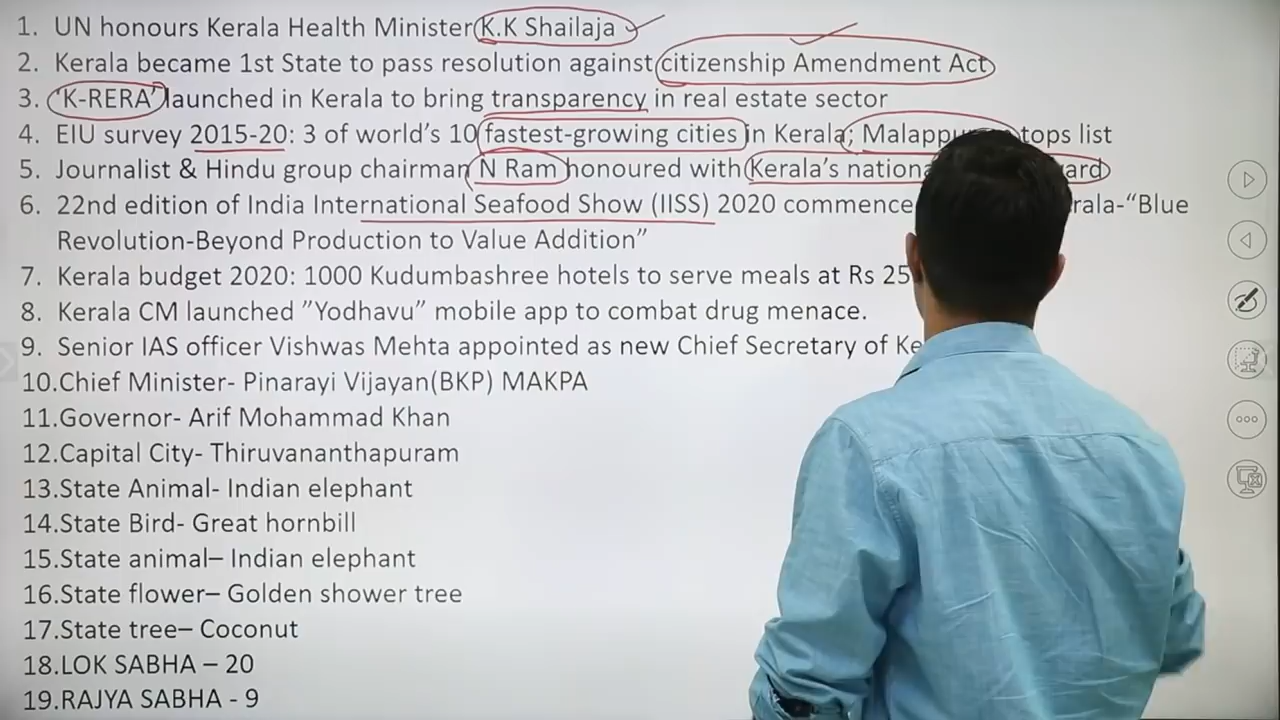 1. UN honours Kerala Health Minister K.K Shailaja
2. Kerala became 1st State to pass resolution against citizenship Amendment Act
3. ‘K-RERA’ launched in Kerala to bring transparency in real estate sector
4. EIU survey 2015-20: 3 of world’s 10 fastest-growing cities in Kerala; tops list
5. Journalist & Hindu group chairman N Ram honoured with Kerala’s
6. 22nd edition of India International Seafood Show (IISS) 2020 -“Blue
Revolution-Beyond Production to Value Addition”
7. Kerala budget 2020: 1000 Kudumbashree hotels to serve meals at Rs 25
8. Kerala CM launched ”Yodhavu” mobile app to combat drug menace.
9. Senior IAS officer Vishwas Mehta appointed as new Chief Secretary of
10.Chief Minister- Pinarayi Vijayan(BKP) MAKPA
11.Governor- Arif Mohammad Khan
12.Capital City- Thiruvananthapuram
13.State Animal- Indian elephant
14.State Bird- Great hornbill
15.State animal– Indian elephant
16.State flower– Golden shower tree
17.State tree– Coconut
18.LOK SABHA – 20
19.RAJYA SABHA - 9